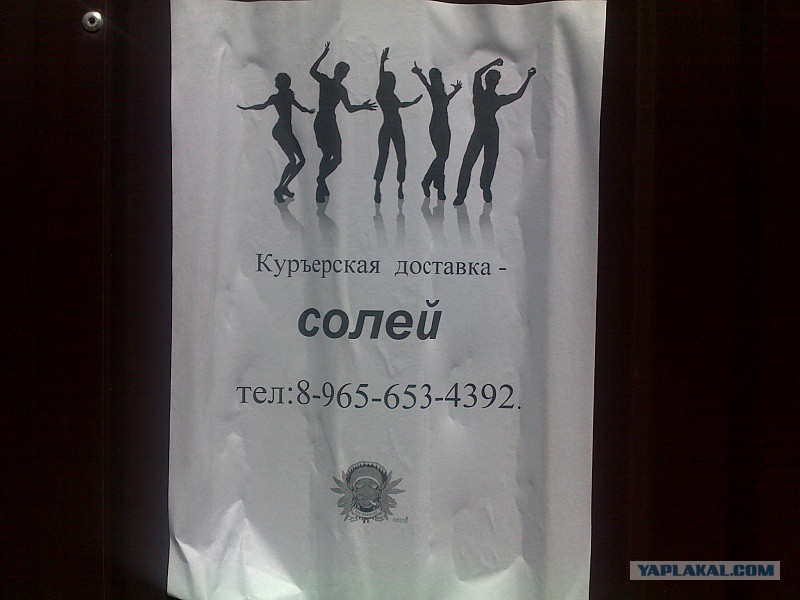 Куръерская доставка -
солей
тел:8-965-653-4392.
YAPLAKAL.COM